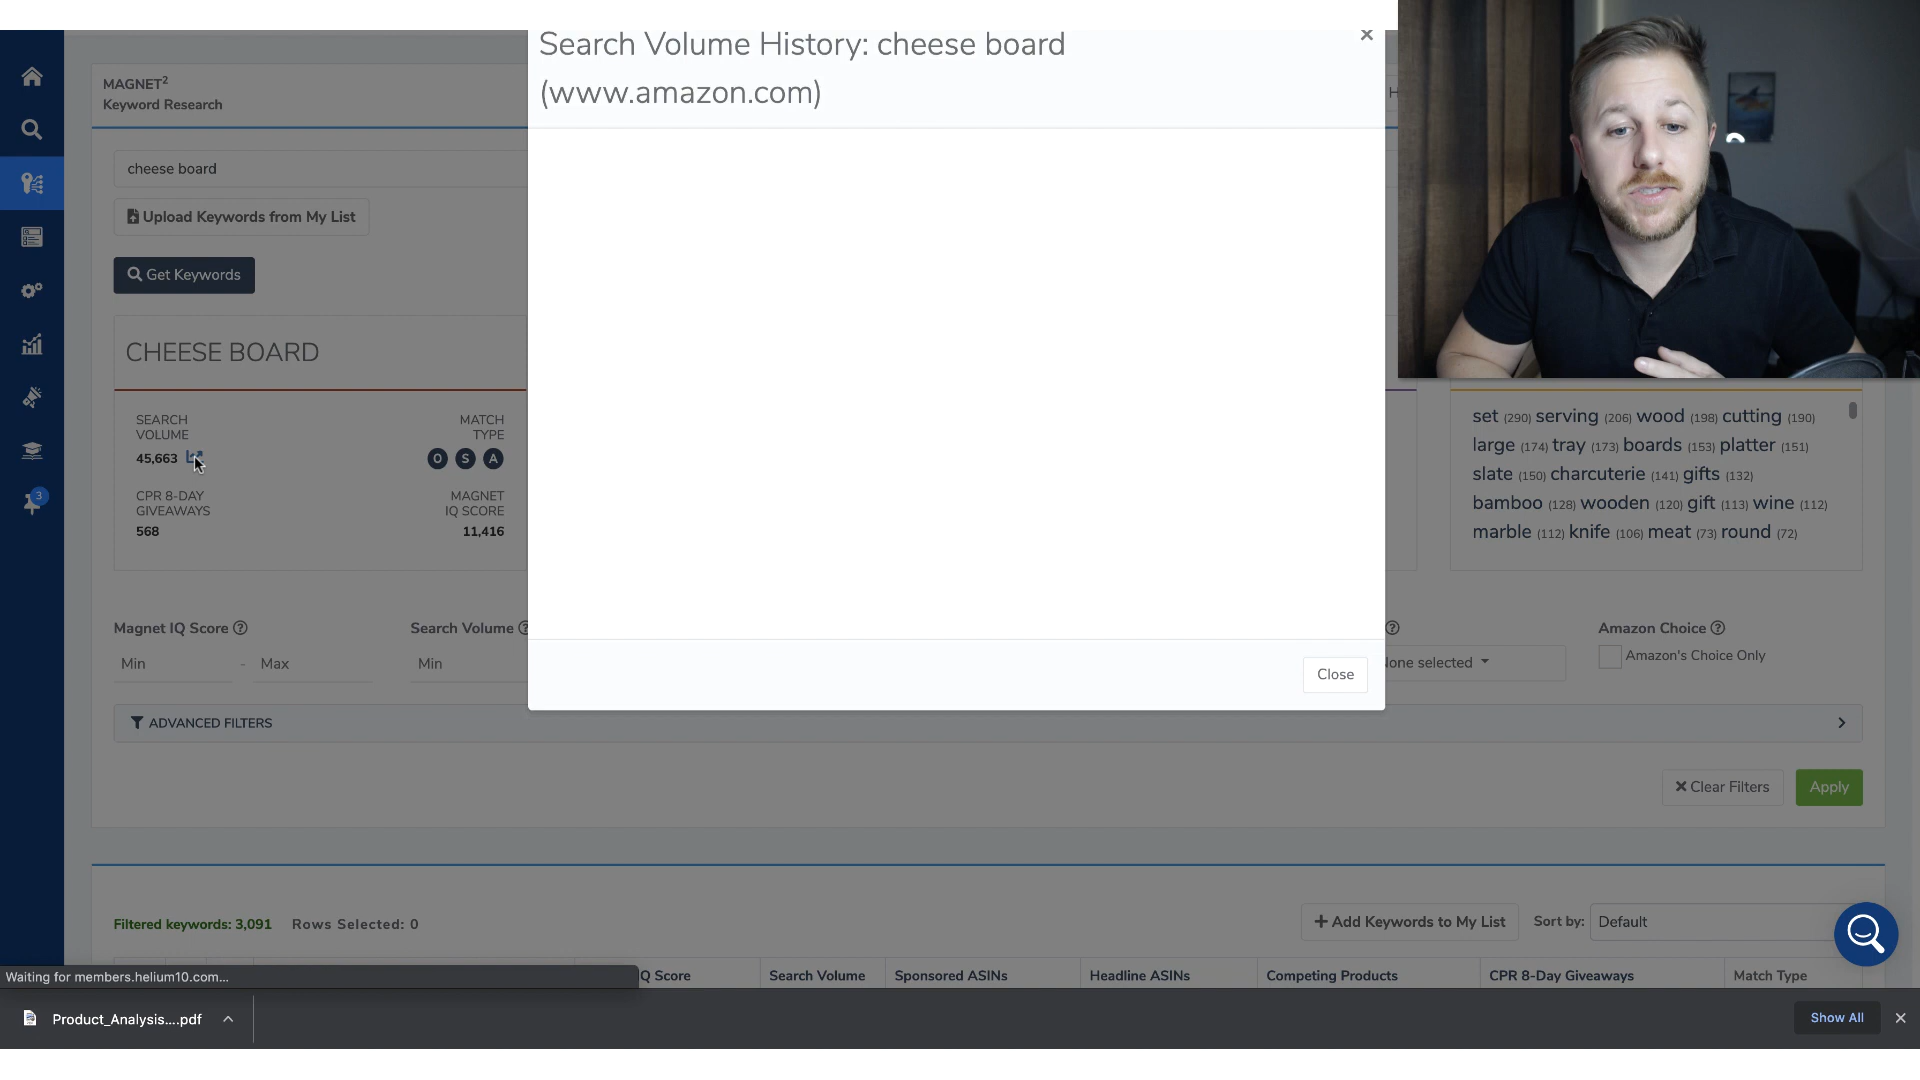 Search Volume History: cheese board
(www.amazon.com)
×
MAGNET²
Keyword Research
H
cheese board
Upload Keywords from My List
Get Keywords
CHEESE BOARD
SEARCH
VOLUME
45,663
MATCH
TYPE
O S A
CPR 8-DAY
GIVEAWAYS
568
MAGNET
IQ SCORE
11,416
set (290) serving (206) wood (198) cutting (190)
large (174) tray (173) boards (153) platter (151)
slate (150) charcuterie (141) gifts (132)
bamboo (128) wooden (120) gift (113) wine (112)
marble (112) knife (106) meat (73) round (72)
3
Magnet IQ Score ?
Min - Max
Search Volume ?
Min
?
None selected
Amazon Choice ?
Amazon's Choice Only
Close
ADVANCED FILTERS
Clear Filters
Apply
Filtered keywords: 3,091 Rows Selected: 0
+ Add Keywords to My List
Sort by: Default
IQ Score Search Volume Sponsored ASINs Headline ASINs Competing Products CPR 8-Day Giveaways Match Type
Waiting for members.helium10.com...
Product_Analysis....pdf
Show All
×